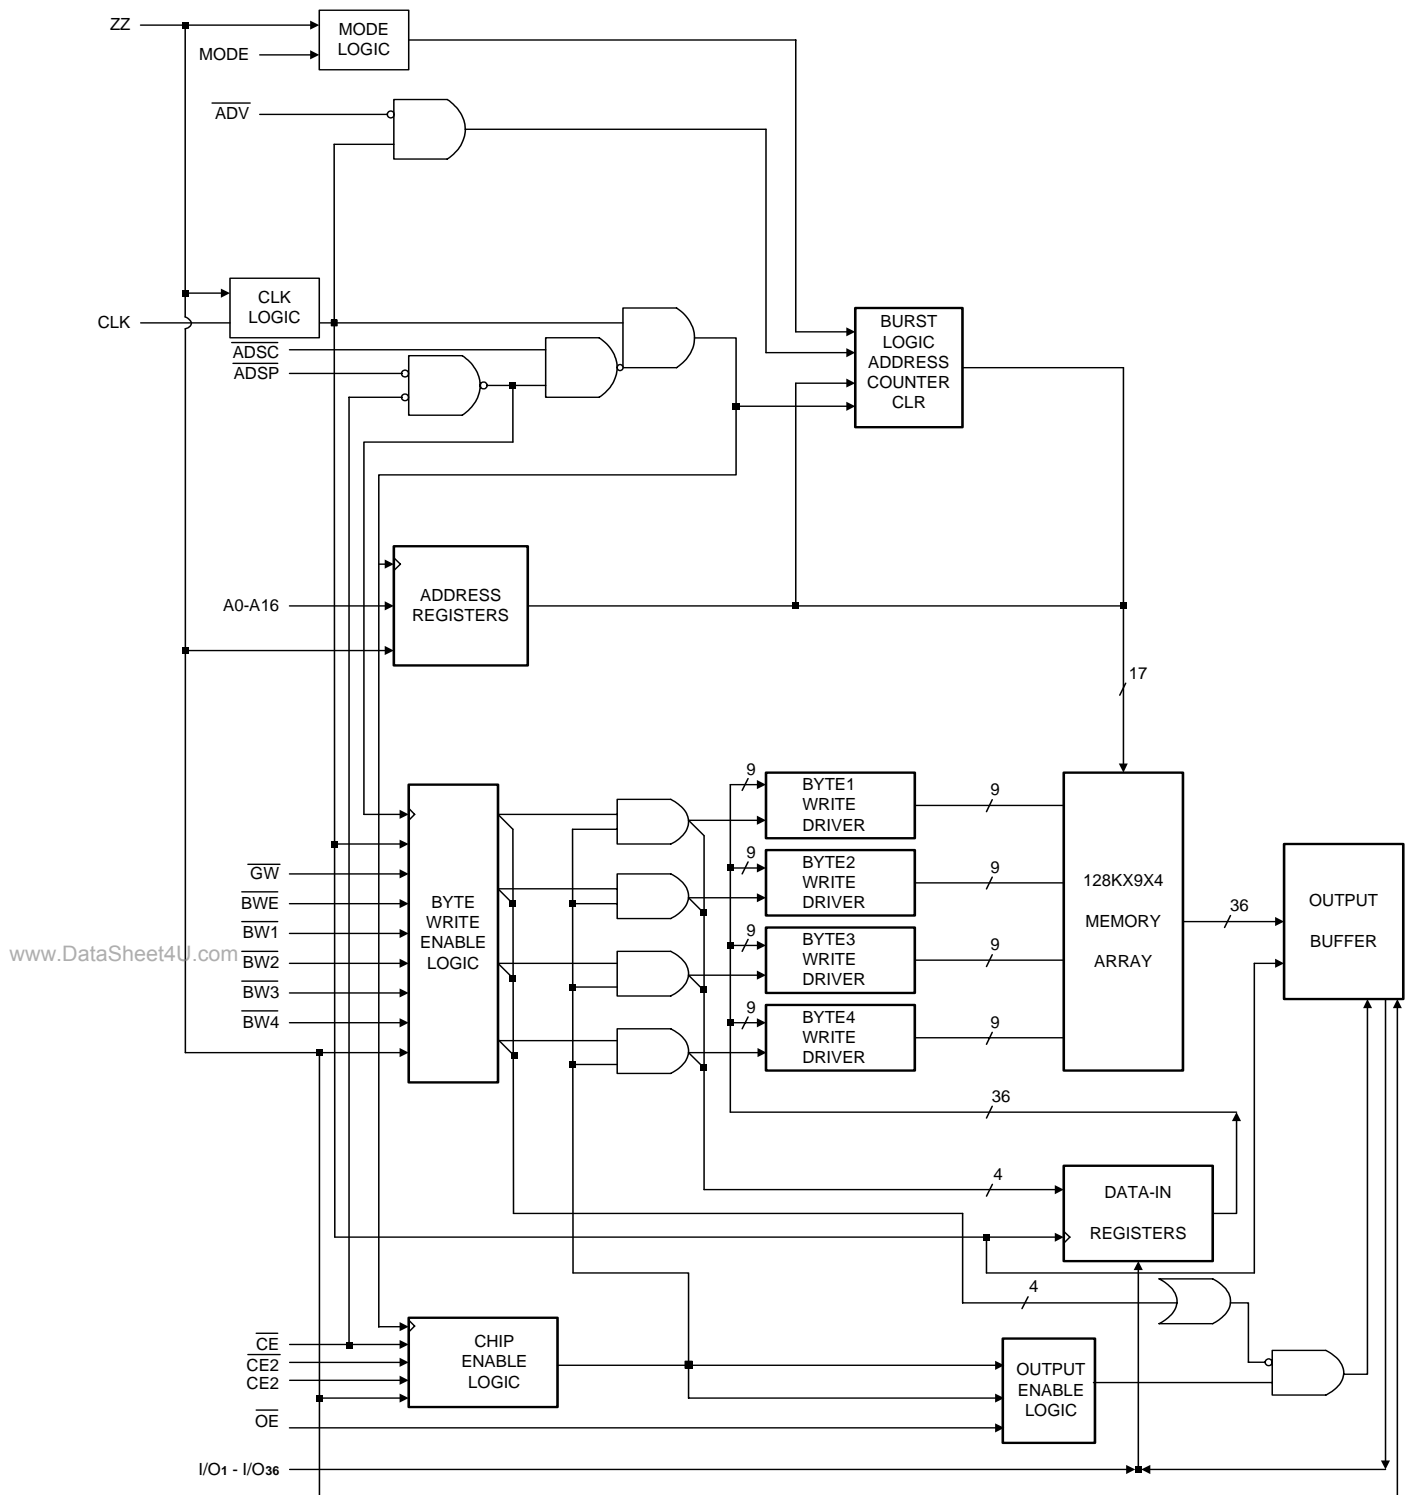 ZZ
MODE
MODE
LOGIC
ADV
CLK
CLK
LOGIC
ADSC
ADSP
BURST
LOGIC
ADDRESS
COUNTER
CLR
A0-A16
ADDRESS
REGISTERS
17
GW
BWE
BW1
BW2
BW3
BW4
BYTE
WRITE
ENABLE
LOGIC
9
BYTE1
WRITE
DRIVER
9
9
BYTE2
WRITE
DRIVER
9
9
BYTE3
WRITE
DRIVER
9
9
BYTE4
WRITE
DRIVER
9
128KX9X4
MEMORY
ARRAY
36
OUTPUT
BUFFER
www.DataSheet4U.com
36
4
DATA-IN
REGISTERS
4
CE
CE2
CE2
CHIP
ENABLE
LOGIC
OE
OUTPUT
ENABLE
LOGIC
I/O1 - I/O36